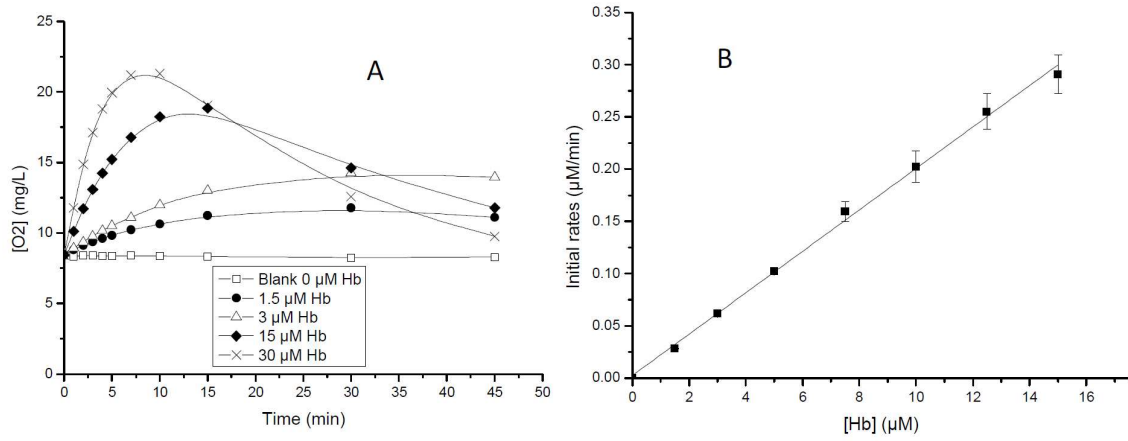 A
[O2] (mg/L)
25
20
15
10
5
0
Blank 0 µM Hb
1.5 µM Hb
3 µM Hb
15 µM Hb
30 µM Hb
0 5 10 15 20 25 30 35 40 45 50
Time (min)
B
Initial rates (µM/min)
0.35
0.30
0.25
0.20
0.15
0.10
0.05
0.00
0 2 4 6 8 10 12 14 16
[Hb] (µM)